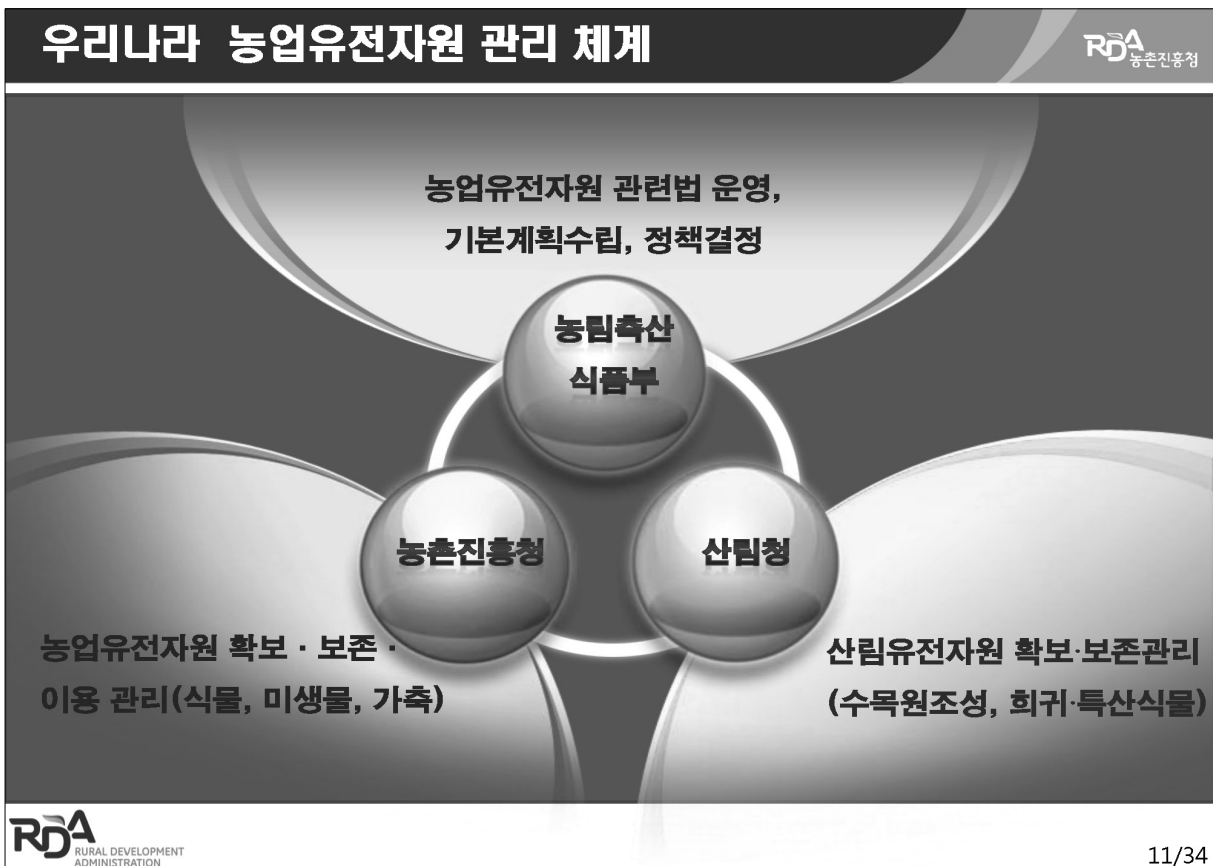 우리나라 농업유전자원 관리 체계
RDA 농촌진흥청
농업유전자원 관련법 운영,
기본계획수립, 정책결정
농림축산
식품부
농촌진흥청
산림청
농업유전자원 확보 · 보존 ·
이용 관리(식물, 미생물, 가축)
산림유전자원 확보·보존관리
(수목원조성, 희귀·특산식물)
RDA RURAL DEVELOPMENT
ADMINISTRATION
11/34